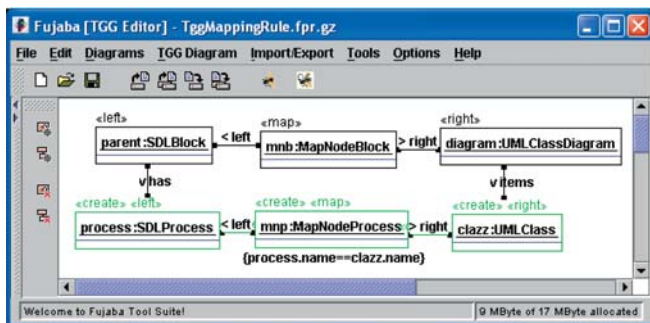 Fujaba [TGG Editor] - TggMappingRule.fpr.gz
File Edit Diagrams TGG Diagram Import/Export Tools Options Help
«left» «map» «right»
parent:SDLBlock < left mnb:MapNodeBlock > right diagram:UMLClassDiagram
v has v items
«create» «left» «create» «map» «create» «right»
process:SDLProcess < left mnp:MapNodeProcess > right clazz:UMLClass
{process.name==clazz.name}
Welcome to Fujaba Tool Suite! 9 MByte of 17 MByte allocated